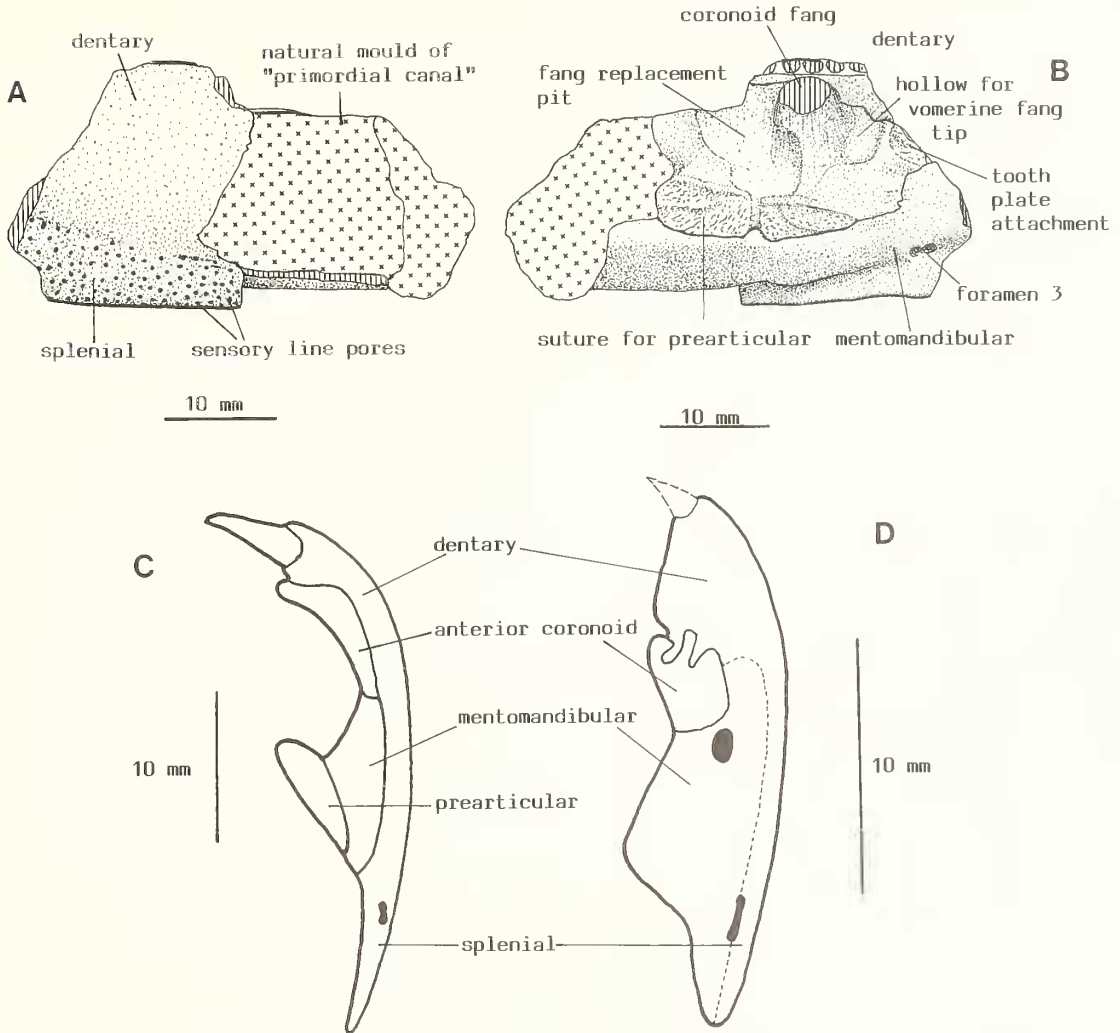 A
dentary
natural mould of
"primordial canal"
splenial
sensory line pores
10 mm
B
coronoid fang
dentary
fang replacement
pit
hollow for
vomerine fang
tip
tooth
plate
attachment
foramen 3
suture for prearticular
mentomandibular
10 mm
C
D
dentary
anterior coronoid
mentomandibular
prearticular
splenial
10 mm
10 mm